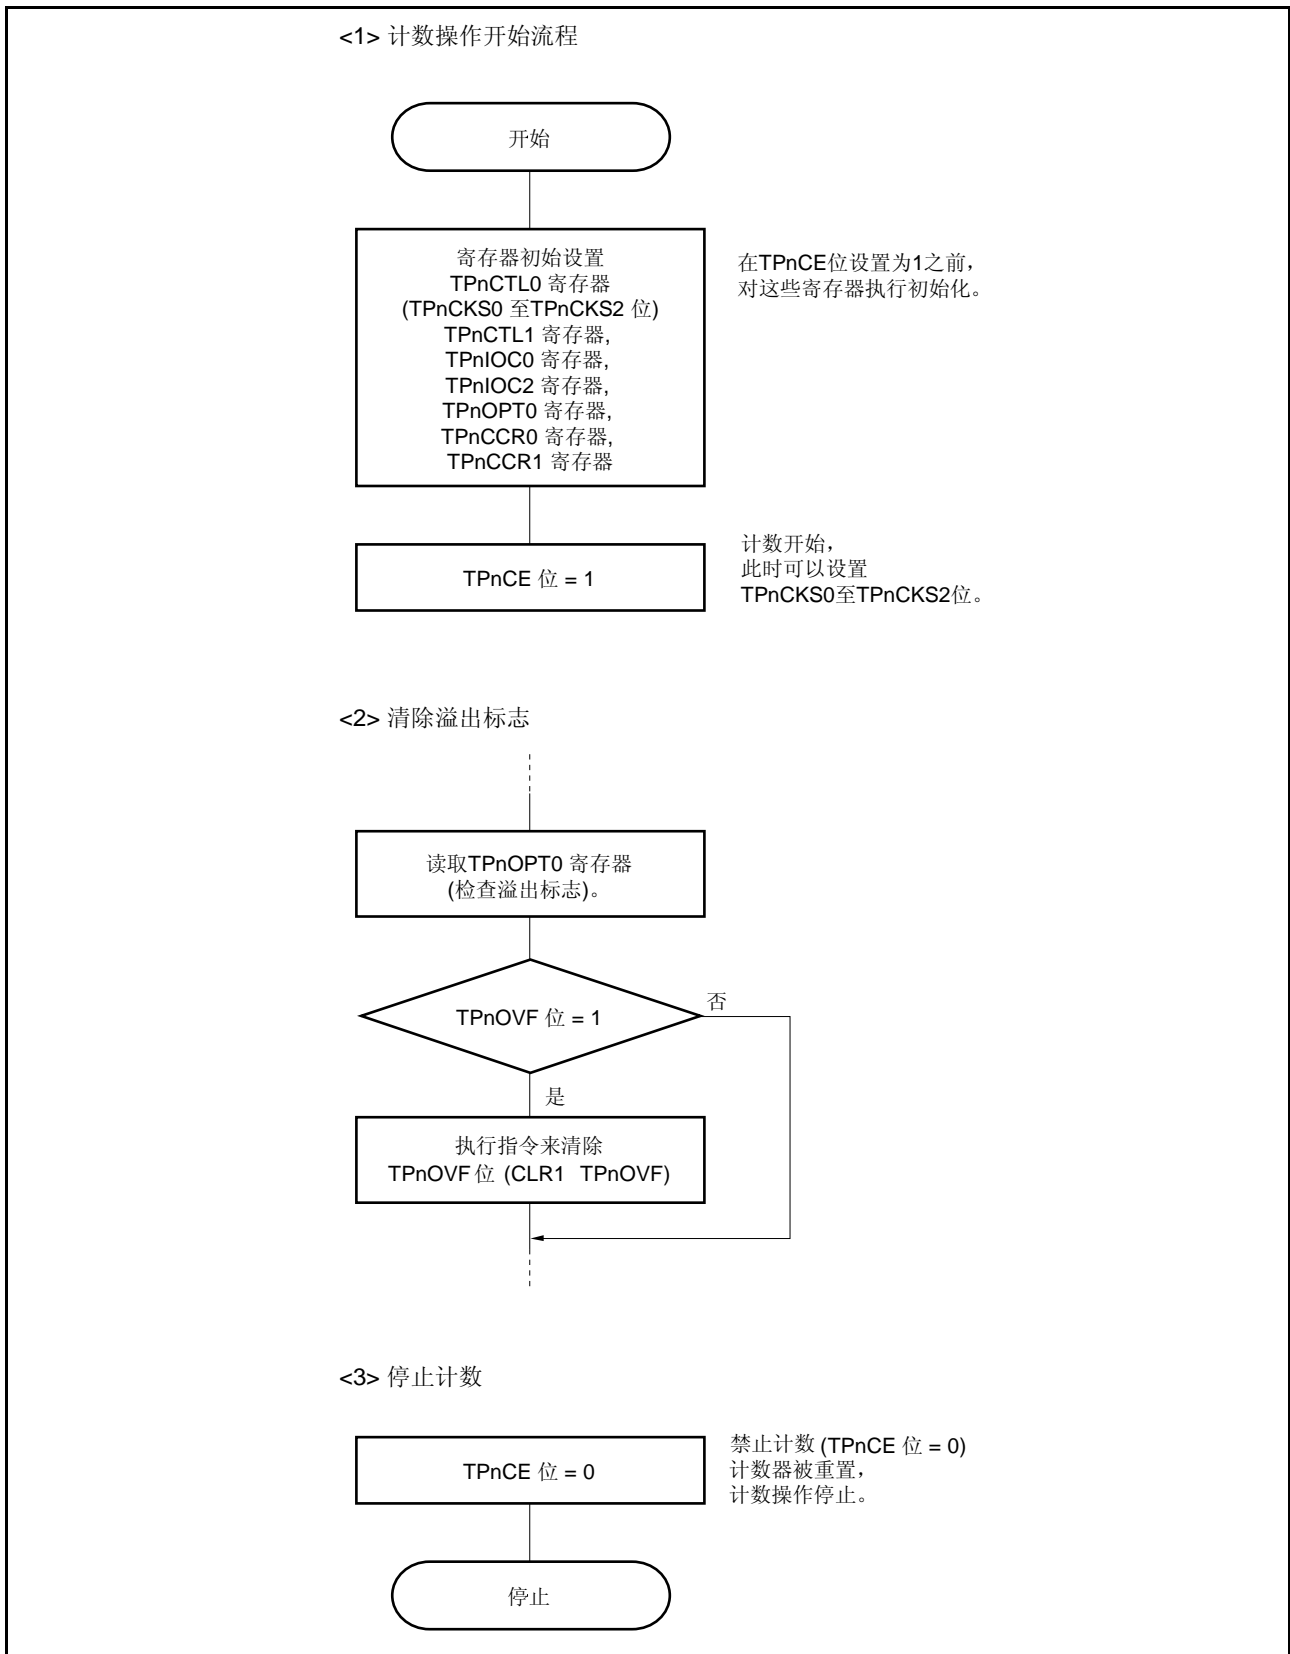 <1> 计数操作开始流程
开始
寄存器初始设置
TPnCTL0 寄存器
(TPnCKS0 至TPnCKS2 位)
TPnCTL1 寄存器,
TPnIOC0 寄存器,
TPnIOC2 寄存器,
TPnOPT0 寄存器,
TPnCCR0 寄存器,
TPnCCR1 寄存器
在TPnCE位设置为1之前，
对这些寄存器执行初始化。
TPnCE 位 = 1
计数开始，
此时可以设置
TPnCKS0至TPnCKS2位。
<2> 清除溢出标志
读取TPnOPT0 寄存器
(检查溢出标志)。
TPnOVF 位 = 1
否
是
执行指令来清除
TPnOVF 位 (CLR1 TPnOVF)
<3> 停止计数
TPnCE 位 = 0
禁止计数 (TPnCE 位 = 0)
计数器被重置，
计数操作停止。
停止